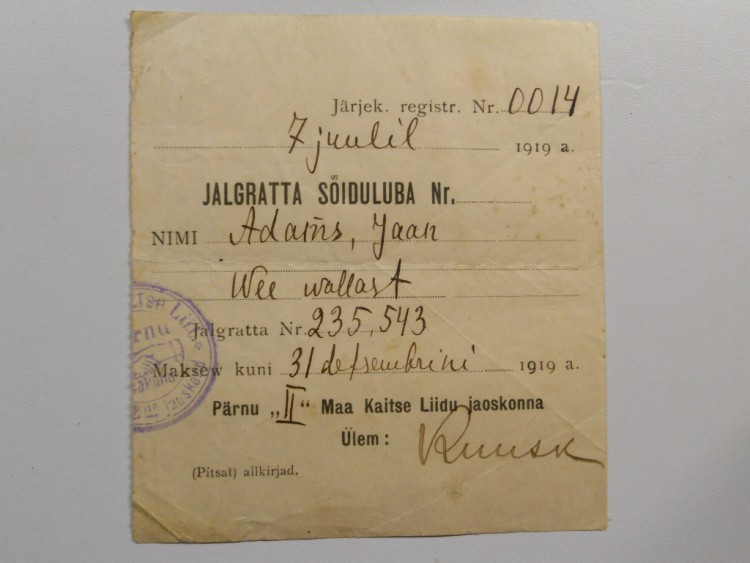 Järjek. registr. Nr. 0014
7 juulil 1919 a.
JALGRATTA SÕIDULUBA Nr.
NIMI Adams, Jaan
Wee wallast
Jalgratta Nr. 235,543
Maksew kuni 31 detsembrini 1919 a.
Pärnu „II“ Maa Kaitse Liidu jaoskonna
Ülem:
(Pitsat) allkirjad.